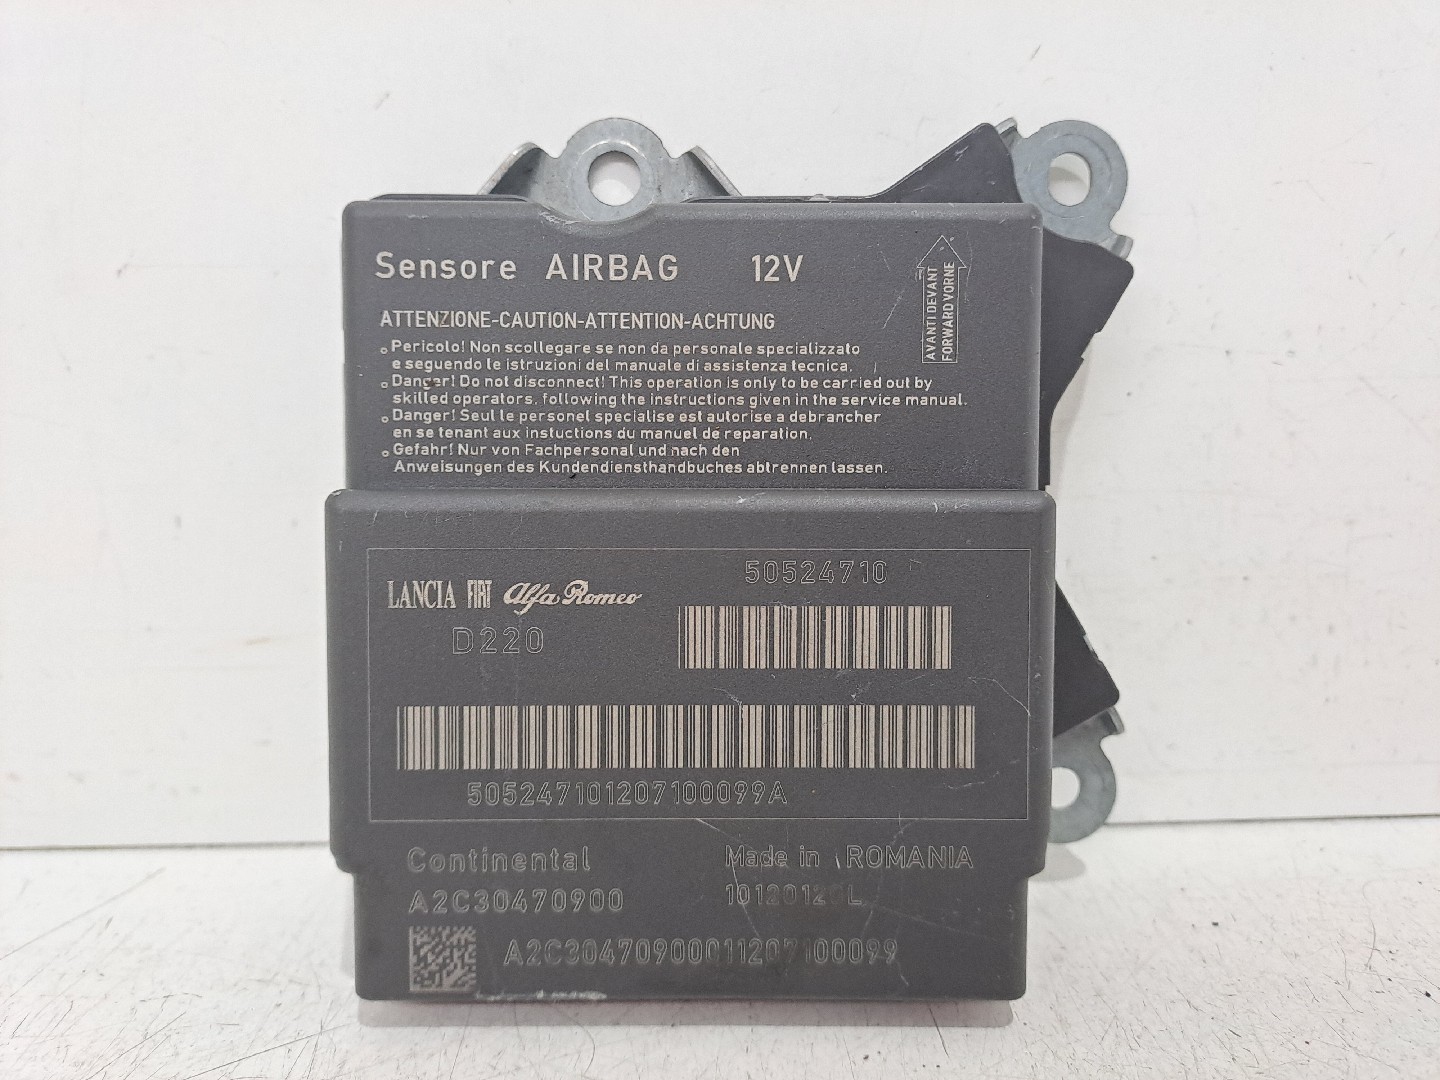 Sensore AIRBAG 12V
AVANTI DEVANT
FORWARD VORNE
ATTENZIONE-CAUTION-ATTENTION-ACHTUNG
Pericolo! Non scollegare se non da personale specializzato
e seguendo le istruzioni del manuale di assistenza tecnica.
Danger! Do not disconnect! This operation is only to be carried out by
skilled operators, following the instructions given in the service manual.
Danger! Seul le personel specialise est autorise a debrancher
en se tenant aux instuctions du manuel de reparation.
Gefahr! Nur von Fachpersonal und nach den
Anweisungen des Kundendiensthandbuches abtrennen lassen.
LANCIA FIAT Alfa Romeo
50524710
D220
505247101207100099A
Continental
Made in ROMANIA
A2C30470900
A2C30470900011207100099